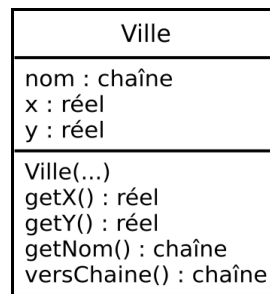 Ville
nom : chaîne
x : réel
y : réel
Ville(...)
getX() : réel
getY() : réel
getNom() : chaîne
versChaine() : chaîne